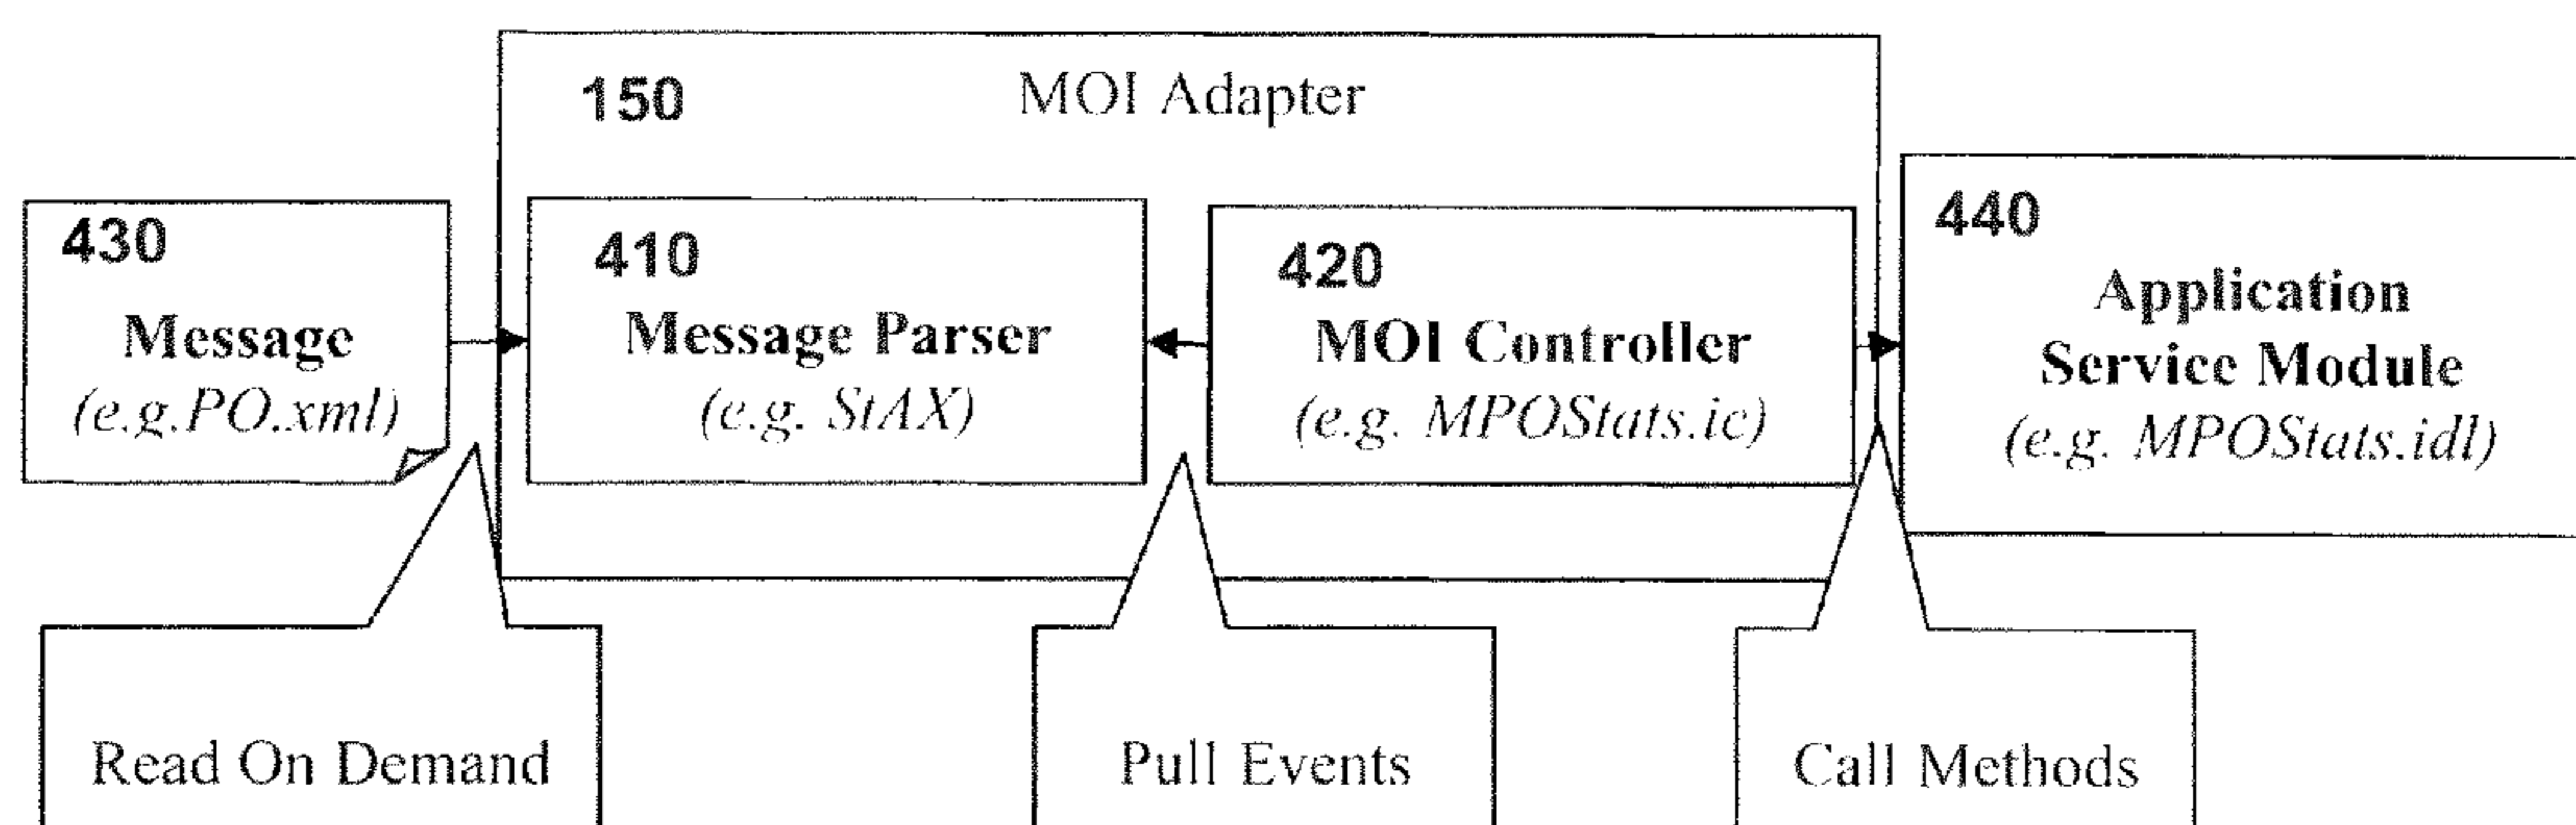 150 MOI Adapter
430
Message
(e.g.PO.xml)
410
Message Parser
(e.g. StAX)
420
MOI Controller
(e.g. MPOStats.ic)
440
Application
Service Module
(e.g. MPOStats.idl)
Read On Demand
Pull Events
Call Methods